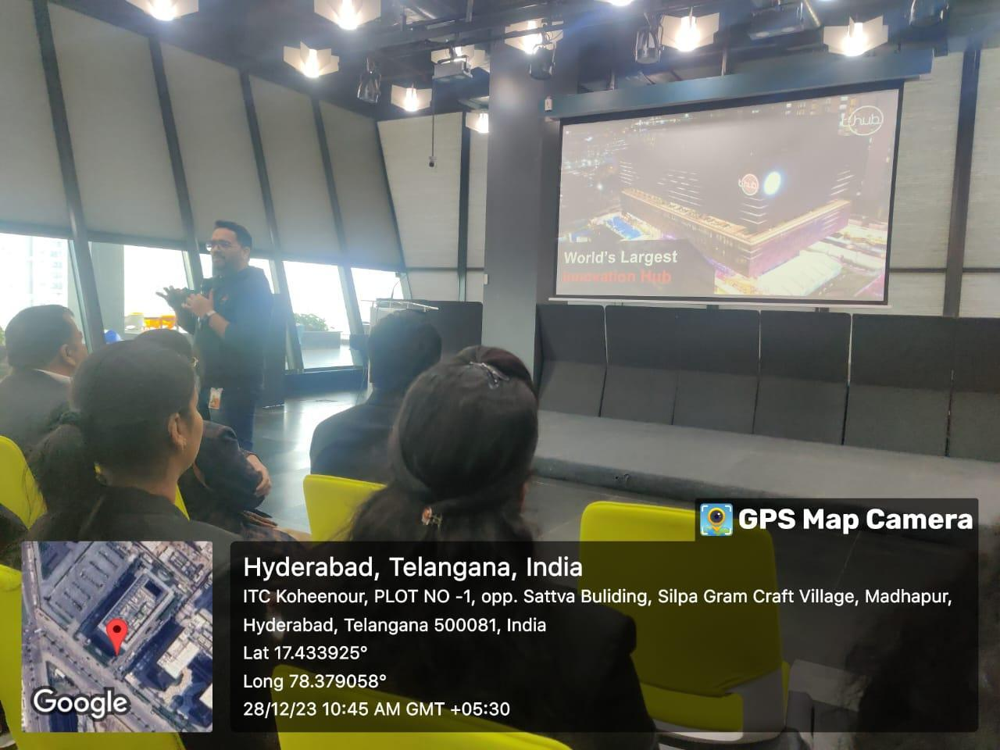 t-hub
t-hub
World's Largest
Innovation Hub
GPS Map Camera
Hyderabad, Telangana, India
ITC Koheenour, PLOT NO -1, opp. Sattva Buliding, Silpa Gram Craft Village, Madhapur,
Hyderabad, Telangana 500081, India
Lat 17.433925°
Long 78.379058°
28/12/23 10:45 AM GMT +05:30
Google